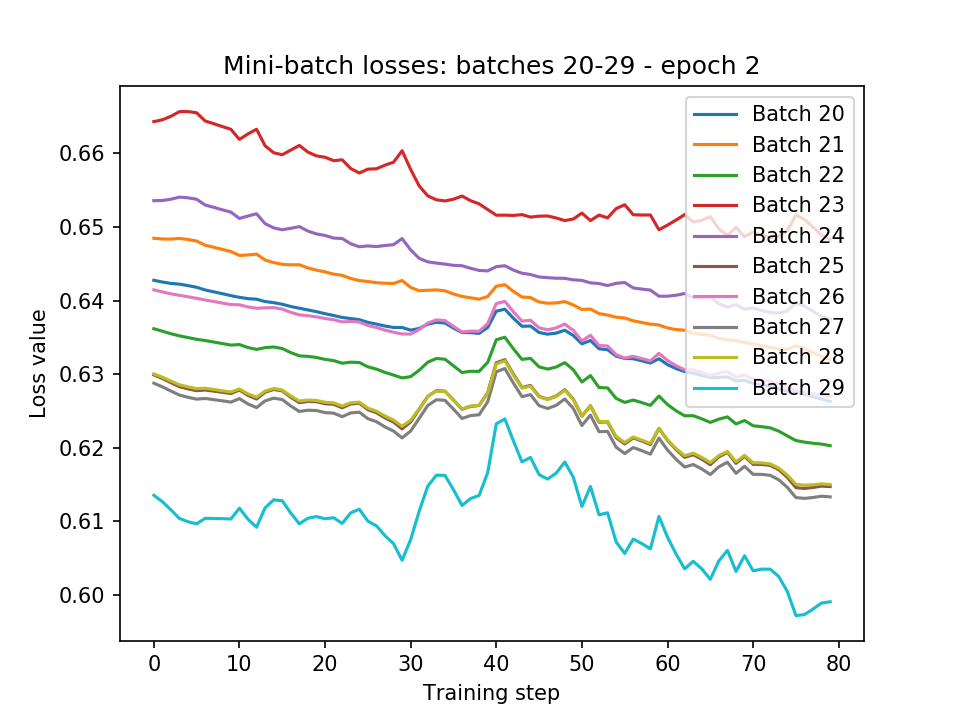 Mini-batch losses: batches 20-29 - epoch 2
Loss value
0.66
0.65
0.64
0.63
0.62
0.61
0.60
Batch 20
Batch 21
Batch 22
Batch 23
Batch 24
Batch 25
Batch 26
Batch 27
Batch 28
Batch 29
0 10 20 30 40 50 60 70 80
Training step